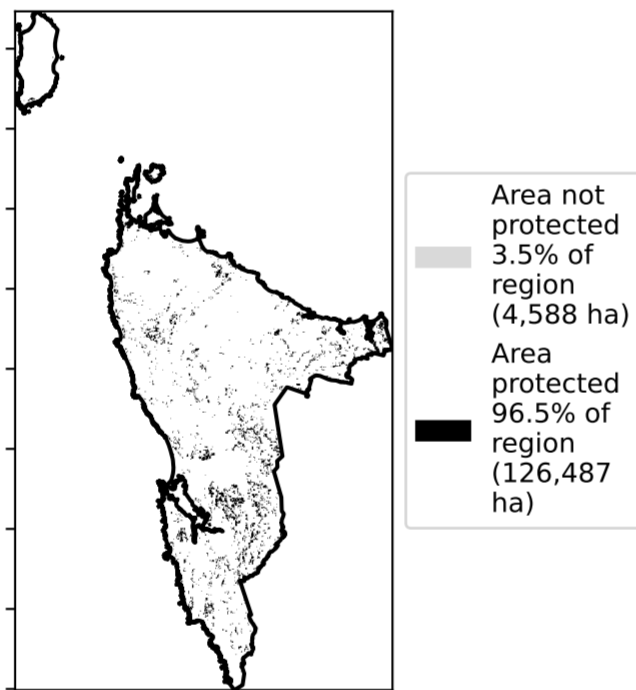 Area not
protected
3.5% of
region
(4,588 ha)
Area
protected
96.5% of
region
(126,487
ha)